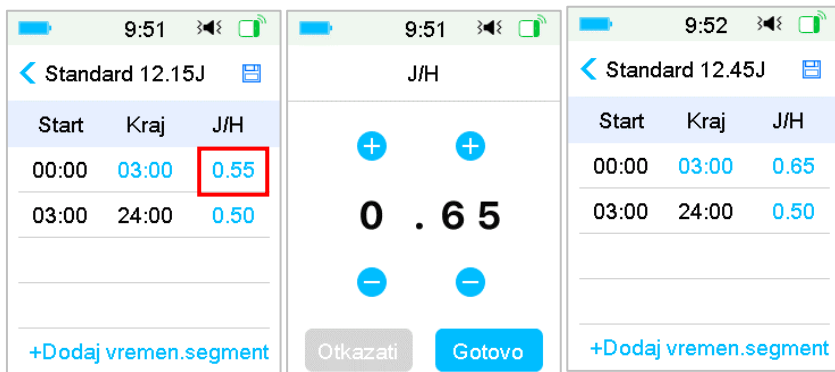 9:51
Standard 12.15J
Start Kraj J/H
00:00 03:00 0.55
03:00 24:00 0.50
+Dodaj vremen.segment
9:51
J/H
0 . 65
Otkazati Gotovo
9:52
Standard 12.45J
Start Kraj J/H
00:00 03:00 0.65
03:00 24:00 0.50
+Dodaj vremen.segment